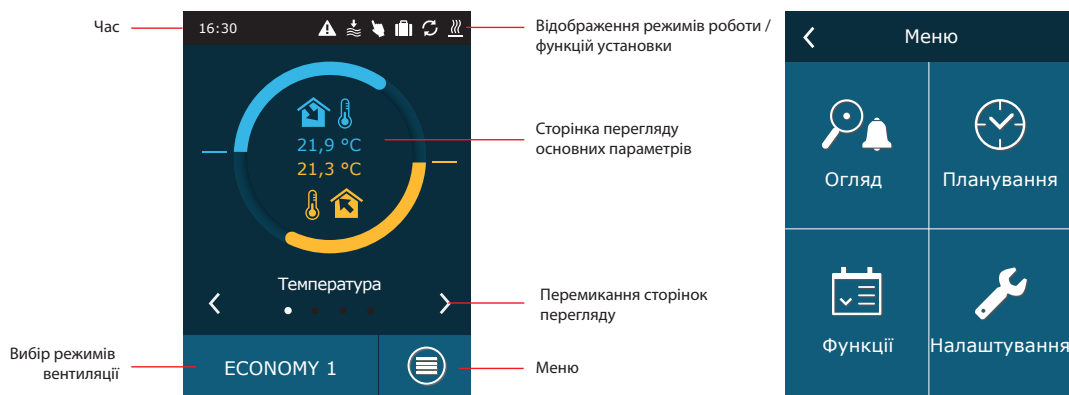 Час
16:30
Відображення режимів роботи /
функцій установки
21,9 °C
21,3 °C
Сторінка перегляду
основних параметрів
Температура
Перемикання сторінок
перегляду
Вибір режимів
вентиляції
ECONOMY 1
Меню
Меню
Огляд
Планування
Функції
Налаштування